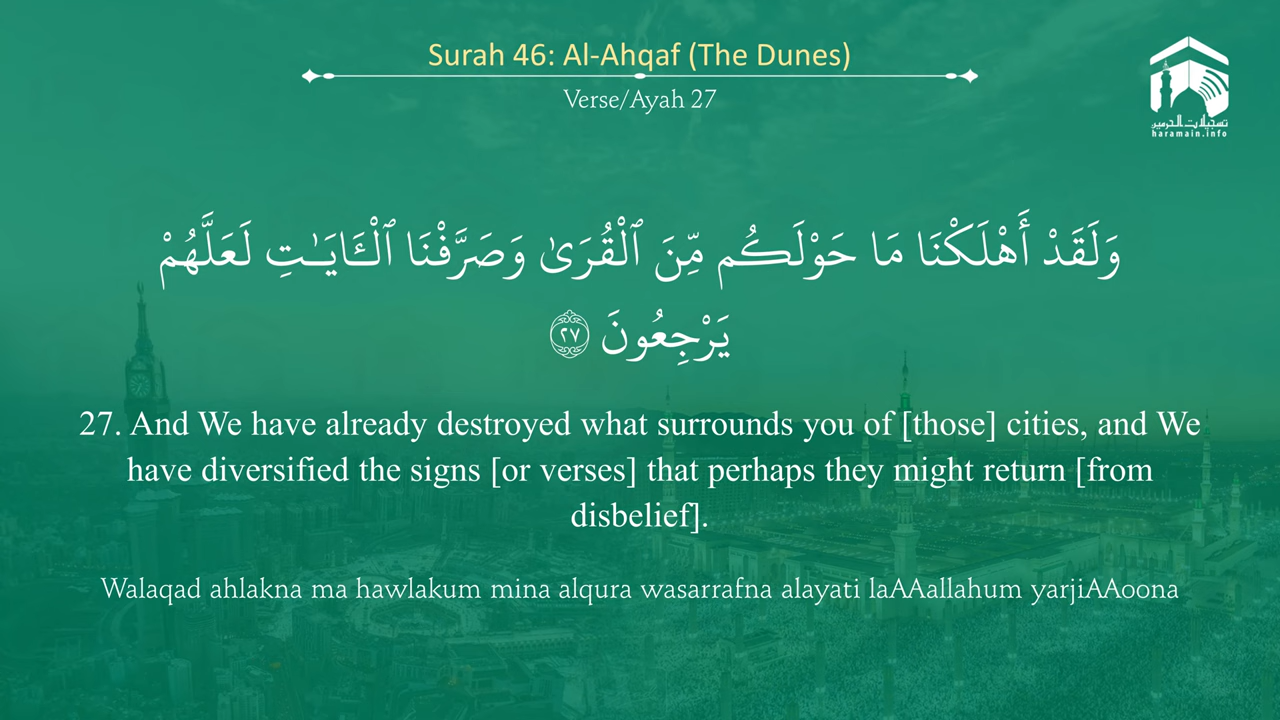 Surah 46: Al-Ahqaf (The Dunes)
Verse/Ayah 27
تسجيلات الحرمين
haramain.info
وَلَقَدْ أَهْلَكْنَا مَا حَوْلَكُم مِّنَ ٱلْقُرَىٰ وَصَرَّفْنَا ٱلْـَٔايَـٰتِ لَعَلَّهُمْ
يَرْجِعُونَ ٢٧
27. And We have already destroyed what surrounds you of [those] cities, and We
have diversified the signs [or verses] that perhaps they might return [from
disbelief].
Walaqad ahlakna ma hawlakum mina alqura wasarrafna alayati laAAallahum yarjiAAoona